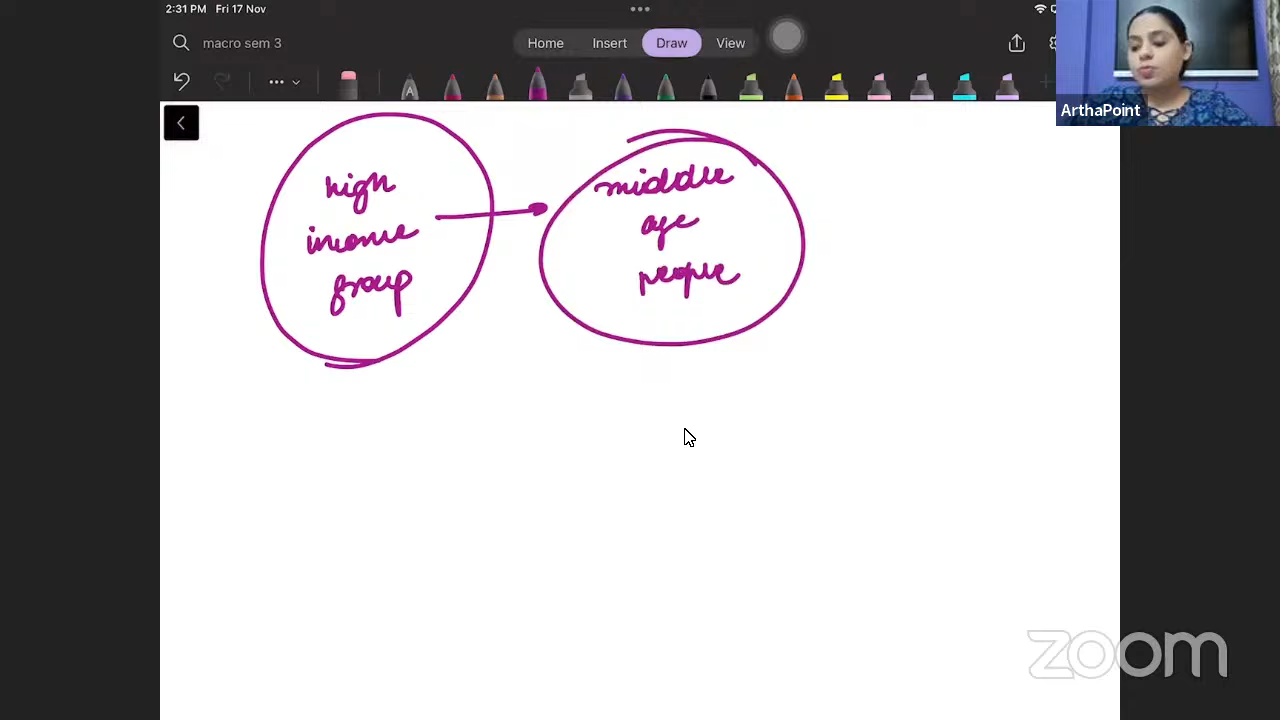 2:31 PM Fri 17 Nov
macro sem 3
Home Insert Draw View
A
ArthaPoint
high
income
group
middle
age
people
zoom